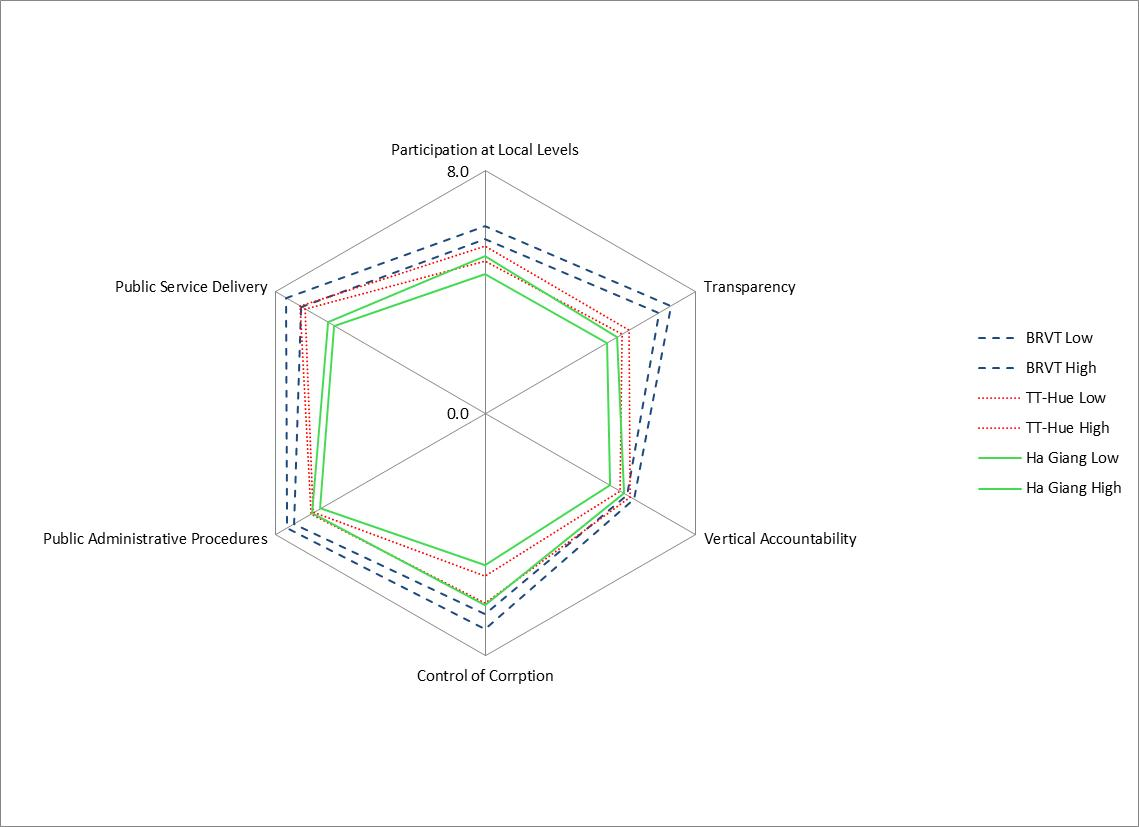 Participation at Local Levels
8.0
Public Service Delivery
Transparency
BRVT Low
BRVT High
TT-Hue Low
0.0
TT-Hue High
Ha Giang Low
Ha Giang High
Public Administrative Procedures
Vertical Accountability
Control of Corrption